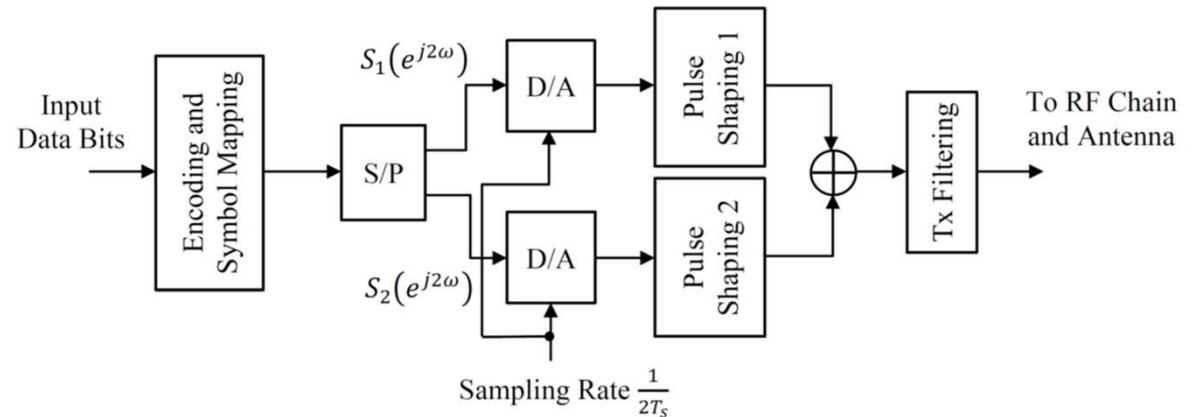 Input
Data Bits
Encoding and
Symbol Mapping
S/P
S₁(e^{j2ω})
S₂(e^{j2ω})
D/A
D/A
Pulse
Shaping 1
Pulse
Shaping 2
Tx Filtering
To RF Chain
and Antenna
Sampling Rate 1/2Tₛ